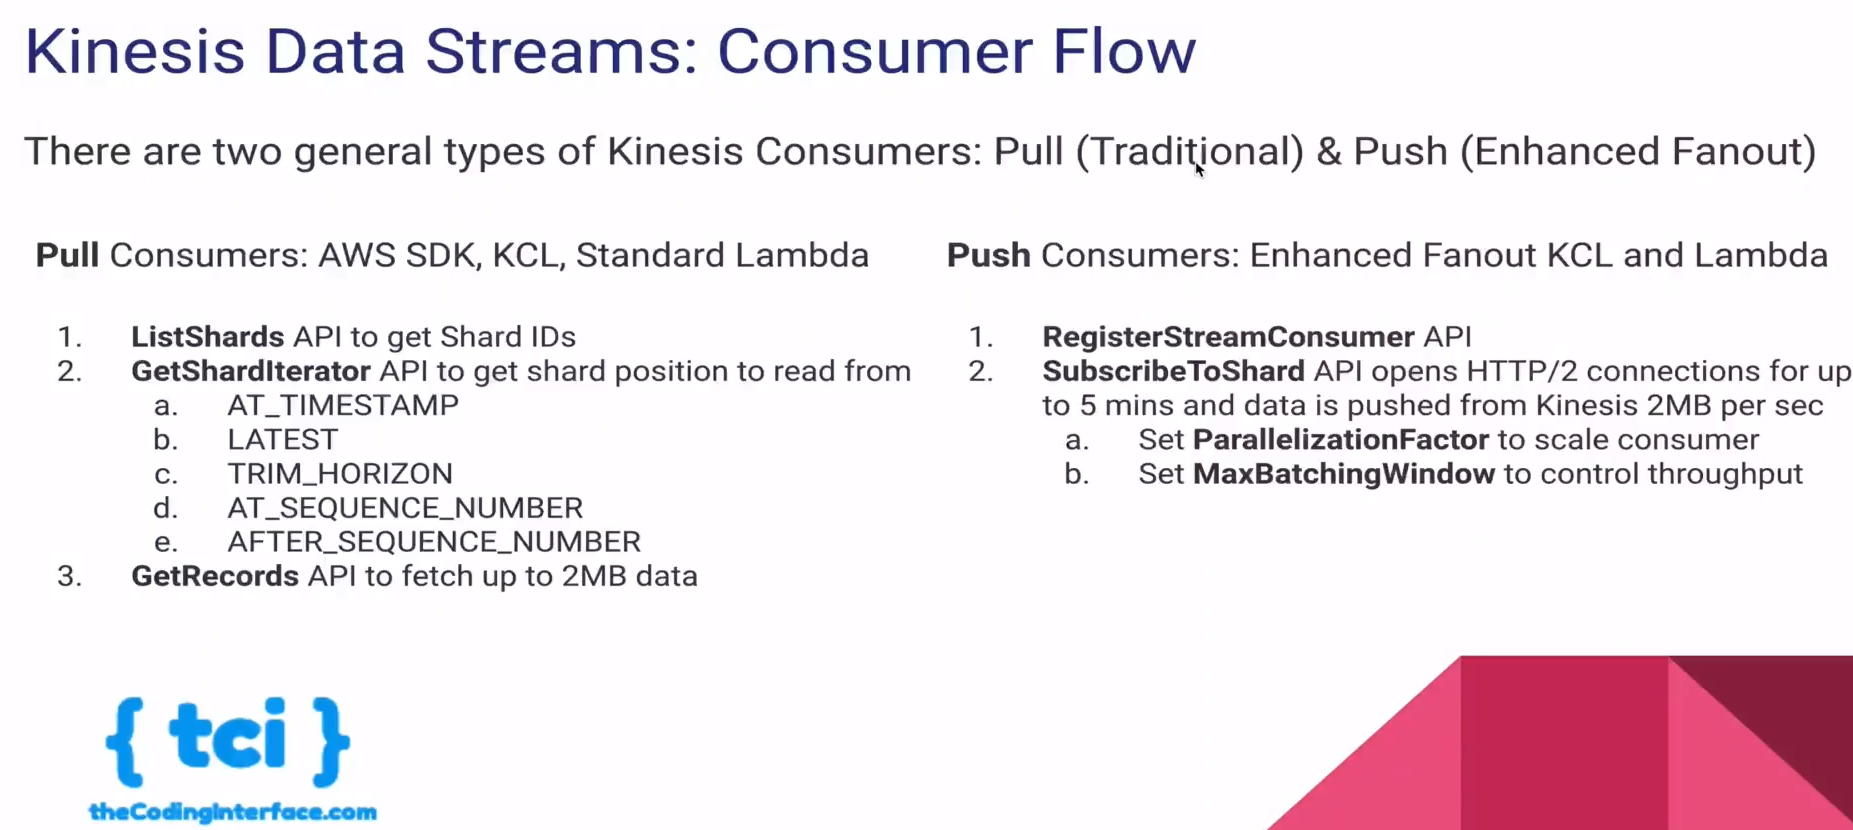 Kinesis Data Streams: Consumer Flow
There are two general types of Kinesis Consumers: Pull (Traditional) & Push (Enhanced Fanout)
Pull Consumers: AWS SDK, KCL, Standard Lambda
1. ListShards API to get Shard IDs
2. GetShardIterator API to get shard position to read from
a. AT_TIMESTAMP
b. LATEST
c. TRIM_HORIZON
d. AT_SEQUENCE_NUMBER
e. AFTER_SEQUENCE_NUMBER
3. GetRecords API to fetch up to 2MB data
Push Consumers: Enhanced Fanout KCL and Lambda
1. RegisterStreamConsumer API
2. SubscribeToShard API opens HTTP/2 connections for up
to 5 mins and data is pushed from Kinesis 2MB per sec
a. Set ParallelizationFactor to scale consumer
b. Set MaxBatchingWindow to control throughput
{ tci }
theCodingInterface.com